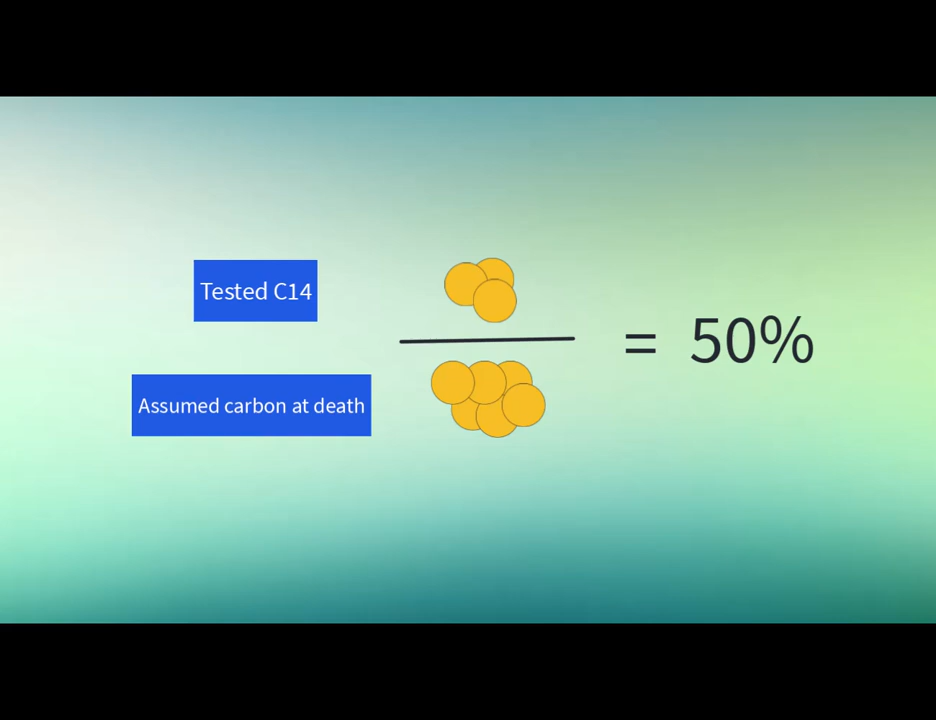 Tested C14
Assumed carbon at death
= 50%